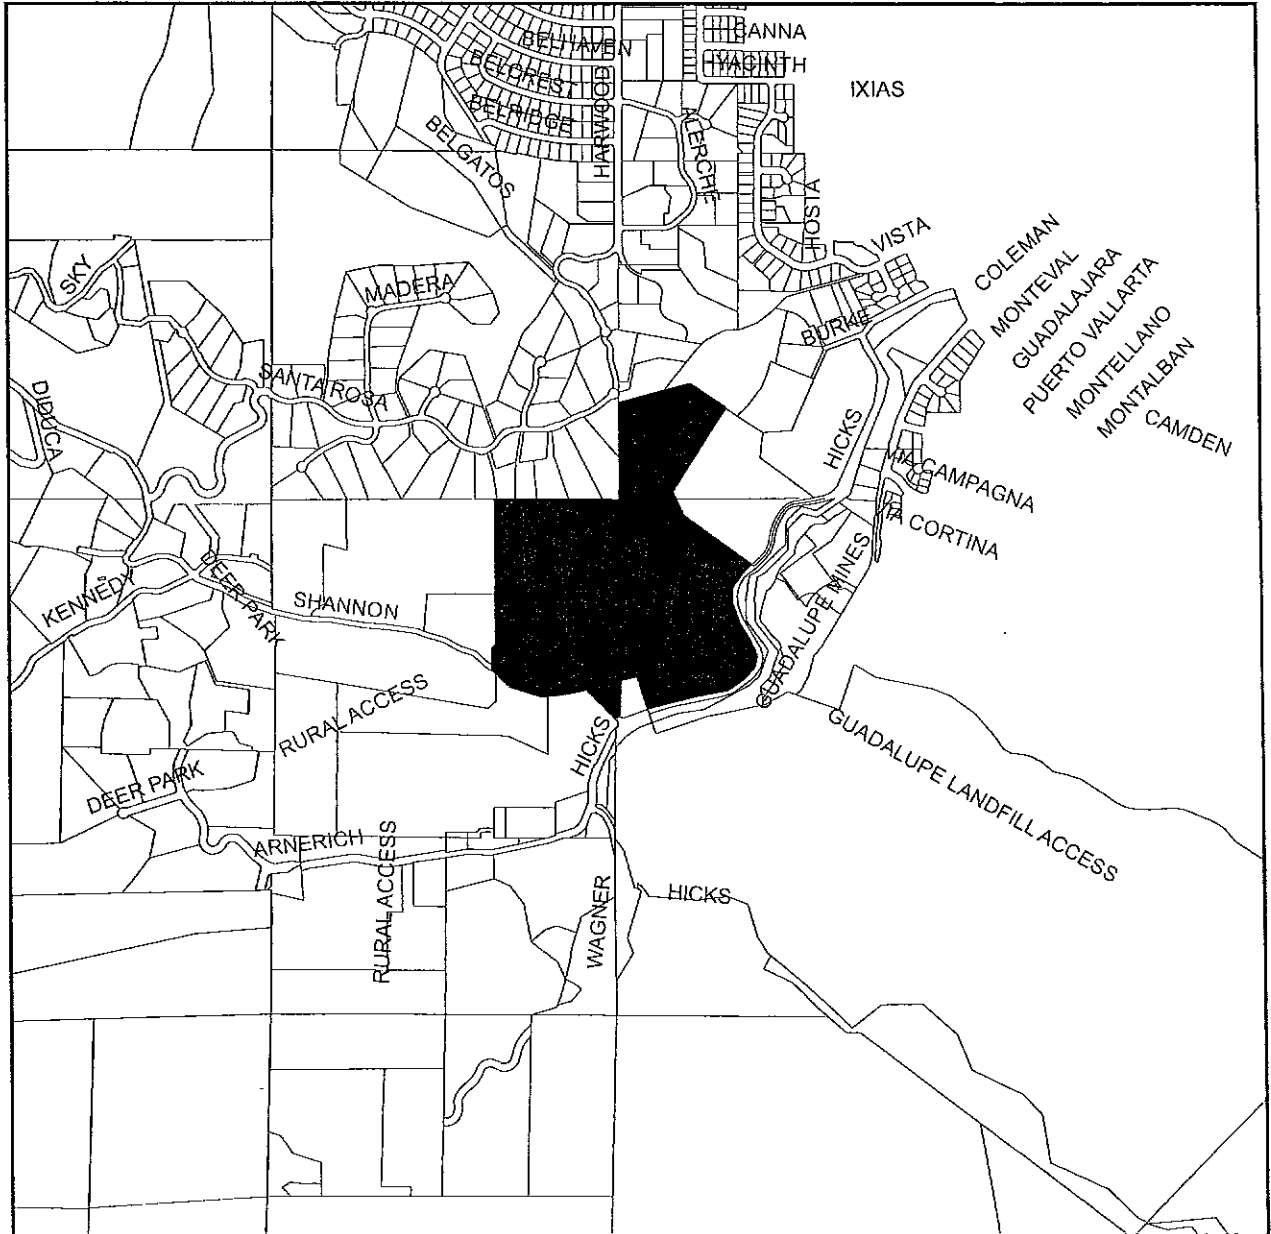 CANNA
BELHAVEN
HYACINTH
BELCREST
IXIAS
HARWOOD
BELRIDGE
BELGATOS
ALERCHE
HOSTA
VISTA
COLEMAN
SKY
MADERA
MONTEVAL
GUADALAJARA
PUERTO VALLARTA
BURKE
MONTELLANO
MONTALBAN
SANTA ROSA
DIDUCA
CAMDEN
HICKS
VIA CAMPAGNA
VIA CORTINA
KENNEDY
DEER PARK
SHANNON
GUADALUPE MINES
RURAL ACCESS
HICKS
GUADALUPE LANDFILL ACCESS
DEER PARK
ARNERICH
RURAL ACCESS
WAGNER
HICKS